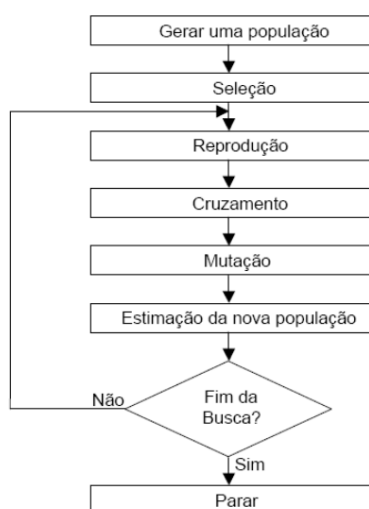 Gerar uma população
Seleção
Reprodução
Cruzamento
Mutação
Estimação da nova população
Fim da
Busca?
Não
Sim
Parar